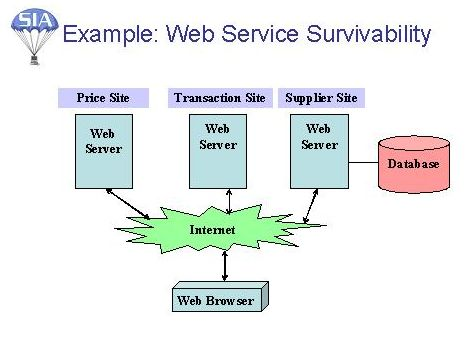 SIA
Example: Web Service Survivability
Price Site
Transaction Site
Supplier Site
Web
Server
Web
Server
Web
Server
Database
Internet
Web Browser